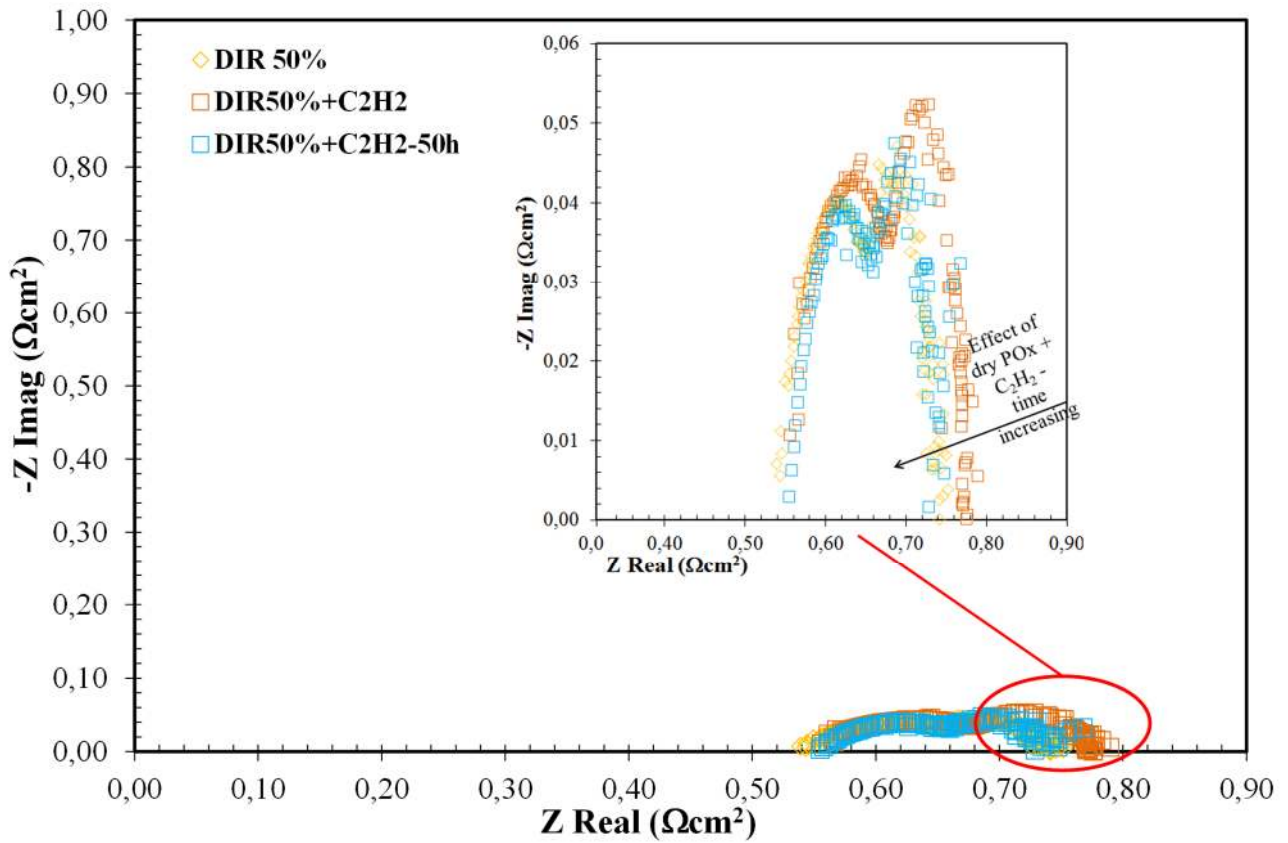 1,00
0,90
0,80
0,70
0,60
0,50
0,40
0,30
0,20
0,10
0,00
-Z Imag (Ωcm²)
DIR 50%
DIR50%+C2H2
DIR50%+C2H2-50h
0,06
0,05
0,04
0,03
0,02
0,01
0,00
-Z Imag (Ωcm²)
Effect of
dry POx +
C₂H₂ -
time
increasing
0,0 0,40 0,50 0,60 0,70 0,80 0,90
Z Real (Ωcm²)
0,00 0,10 0,20 0,30 0,40 0,50 0,60 0,70 0,80 0,90
Z Real (Ωcm²)